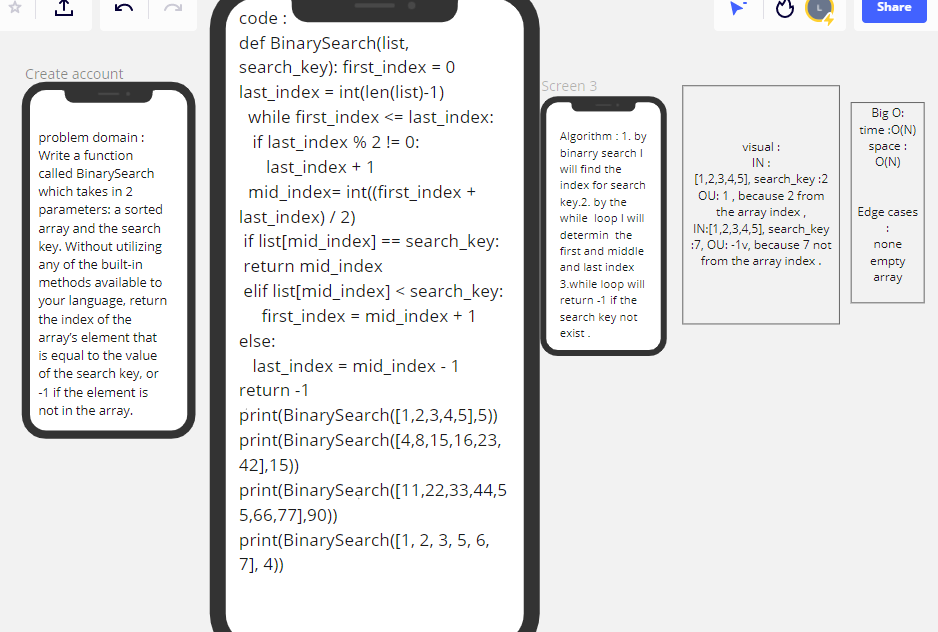 Share
L
Create account
problem domain :
Write a function
called BinarySearch
which takes in 2
parameters: a sorted
array and the search
key. Without utilizing
any of the built-in
methods available to
your language, return
the index of the
array's element that
is equal to the value
of the search key, or
-1 if the element is
not in the array.
code :
def BinarySearch(list,
search_key): first_index = 0
last_index = int(len(list)-1)
while first_index <= last_index:
if last_index % 2 != 0:
last_index + 1
mid_index= int((first_index +
last_index) / 2)
if list[mid_index] == search_key:
return mid_index
elif list[mid_index] < search_key:
first_index = mid_index + 1
else:
last_index = mid_index - 1
return -1
print(BinarySearch([1,2,3,4,5],5))
print(BinarySearch([4,8,15,16,23,
42],15))
print(BinarySearch([11,22,33,44,5
5,66,77],90))
print(BinarySearch([1, 2, 3, 5, 6,
7], 4))
Screen 3
Algorithm : 1. by
binarry search I
will find the
index for search
key.2. by the
while loop I will
determin the
first and middle
and last index
3.while loop will
return -1 if the
search key not
exist .
visual :
IN :
[1,2,3,4,5], search_key :2
OU: 1 , because 2 from
the array index ,
IN:[1,2,3,4,5], search_key
:7, OU: -1v, because 7 not
from the array index .
Big O:
time :O(N)
space :
O(N)
Edge cases
:
none
empty
array